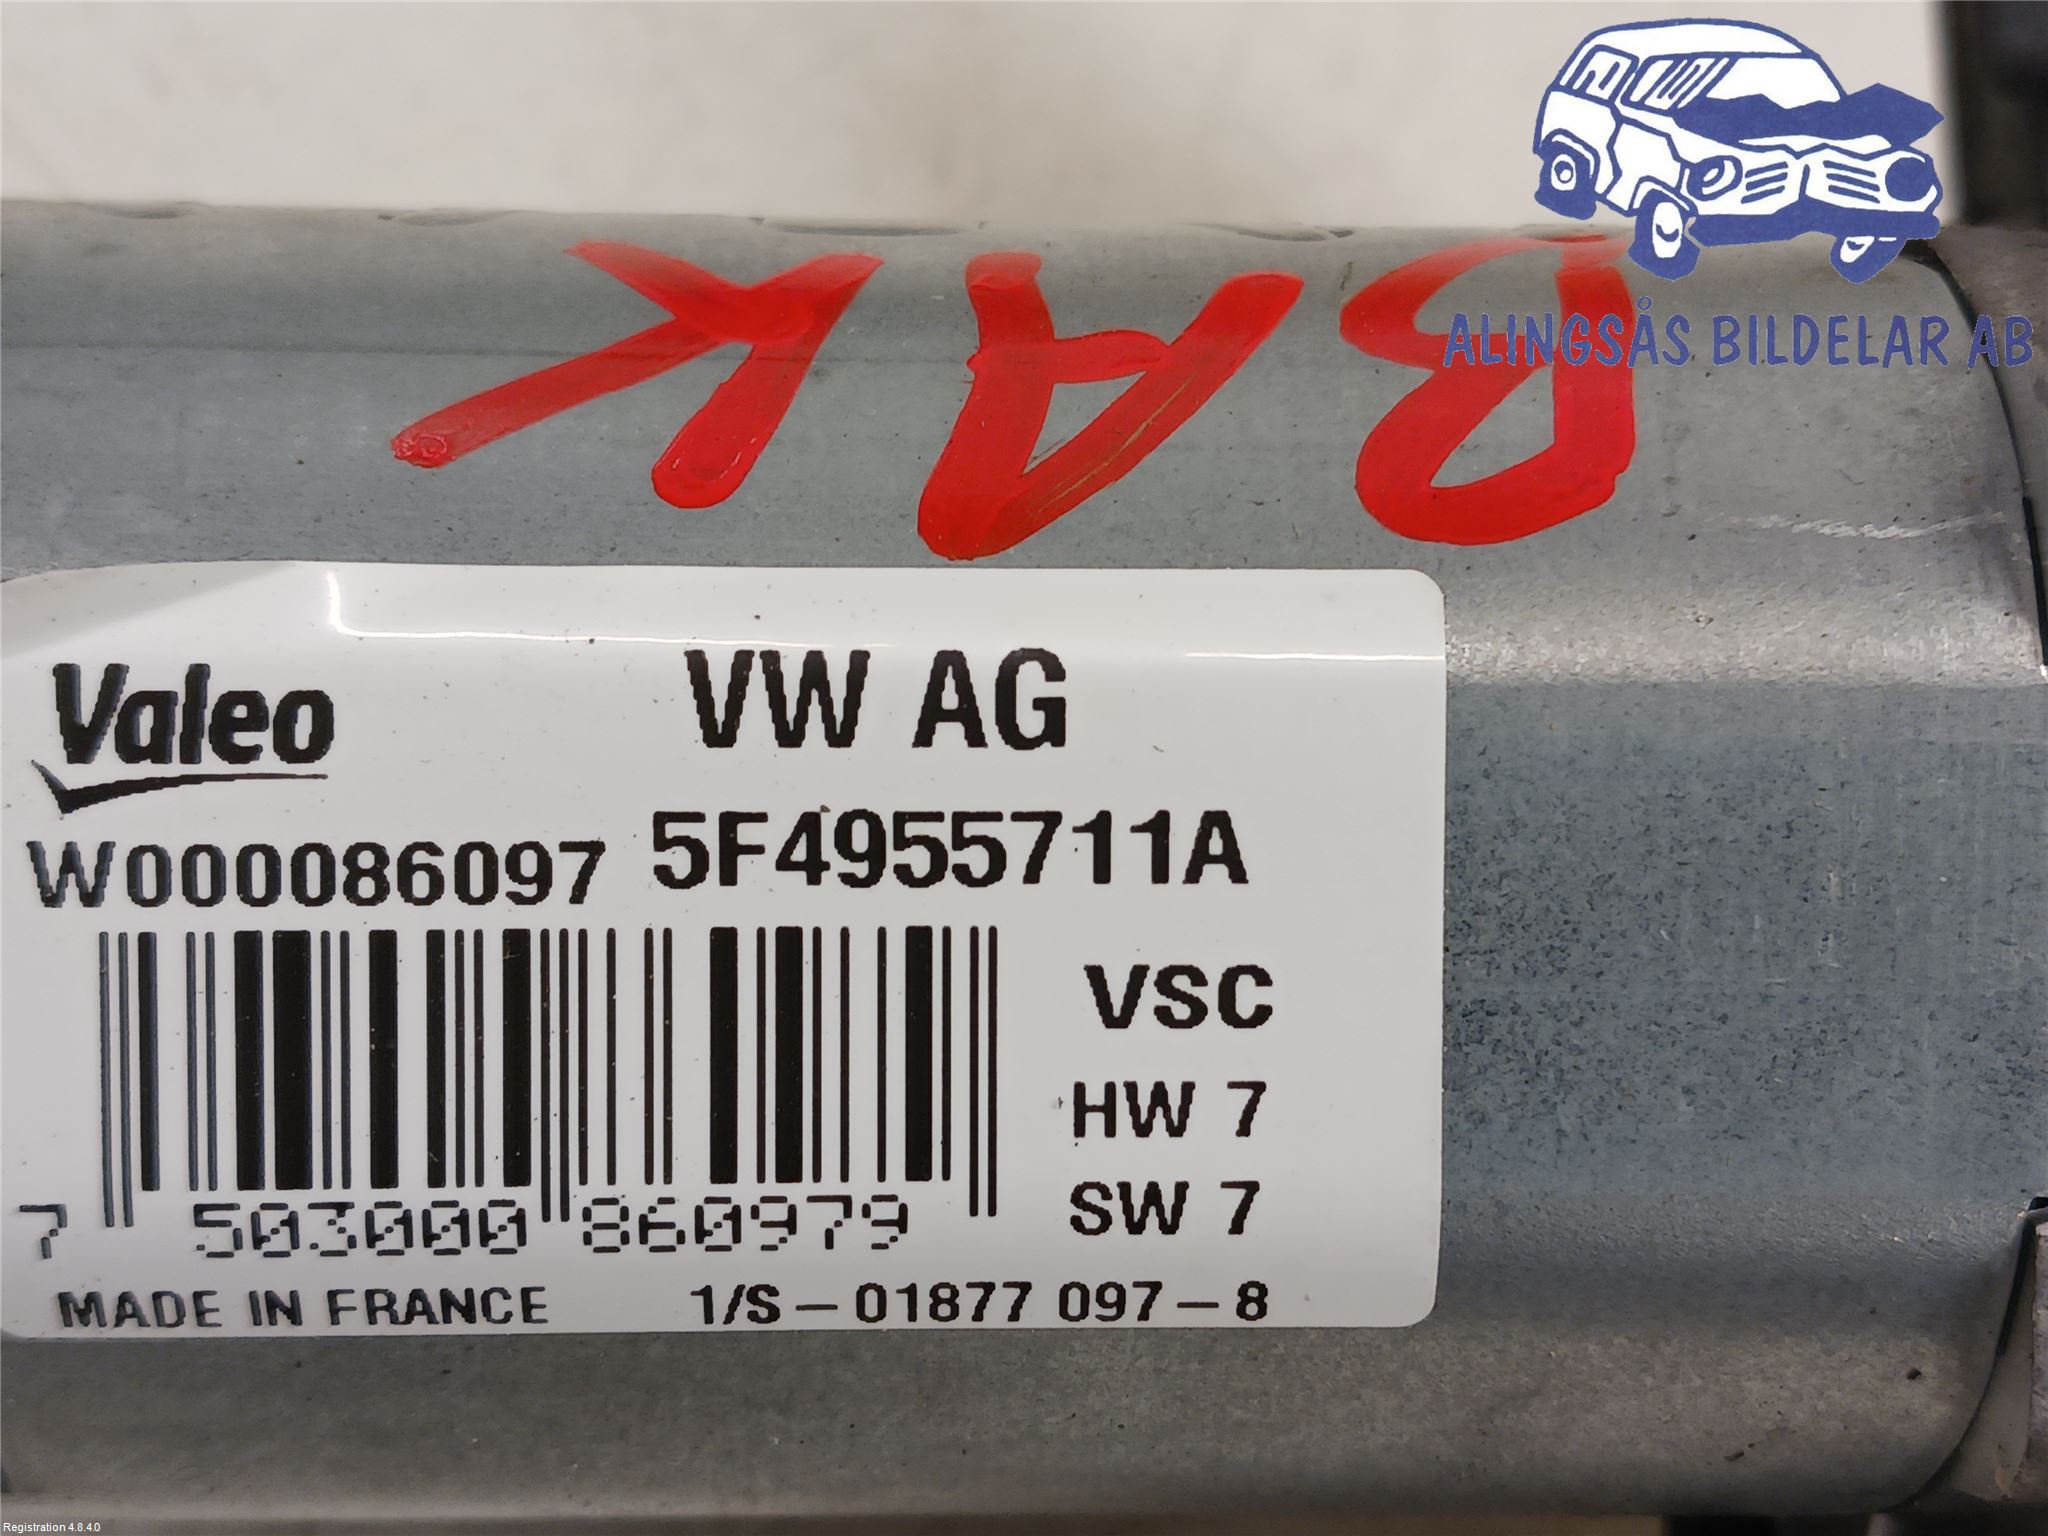 ALINGSÅS BILDELAR AB
BAK
Valeo
VW AG
W000086097
5F4955711A
VSC
HW 7
SW 7
7 503000 860979
MADE IN FRANCE
1/S – 01877 097 – 8
Registration 4.8.4.0